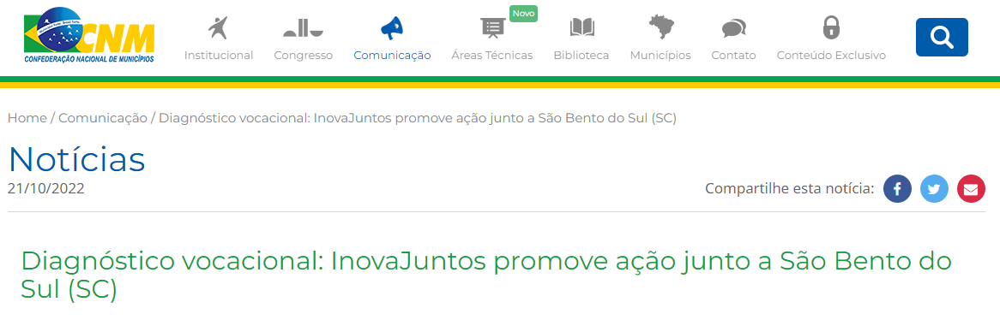 CNM
CONFEDERAÇÃO NACIONAL DE MUNICÍPIOS
Novo
Institucional Congresso Comunicação Áreas Técnicas Biblioteca Municípios Contato Conteúdo Exclusivo
Home / Comunicação / Diagnóstico vocacional: InovaJuntos promove ação junto a São Bento do Sul (SC)
Notícias
21/10/2022 Compartilhe esta notícia:
Diagnóstico vocacional: InovaJuntos promove ação junto a São Bento do
Sul (SC)